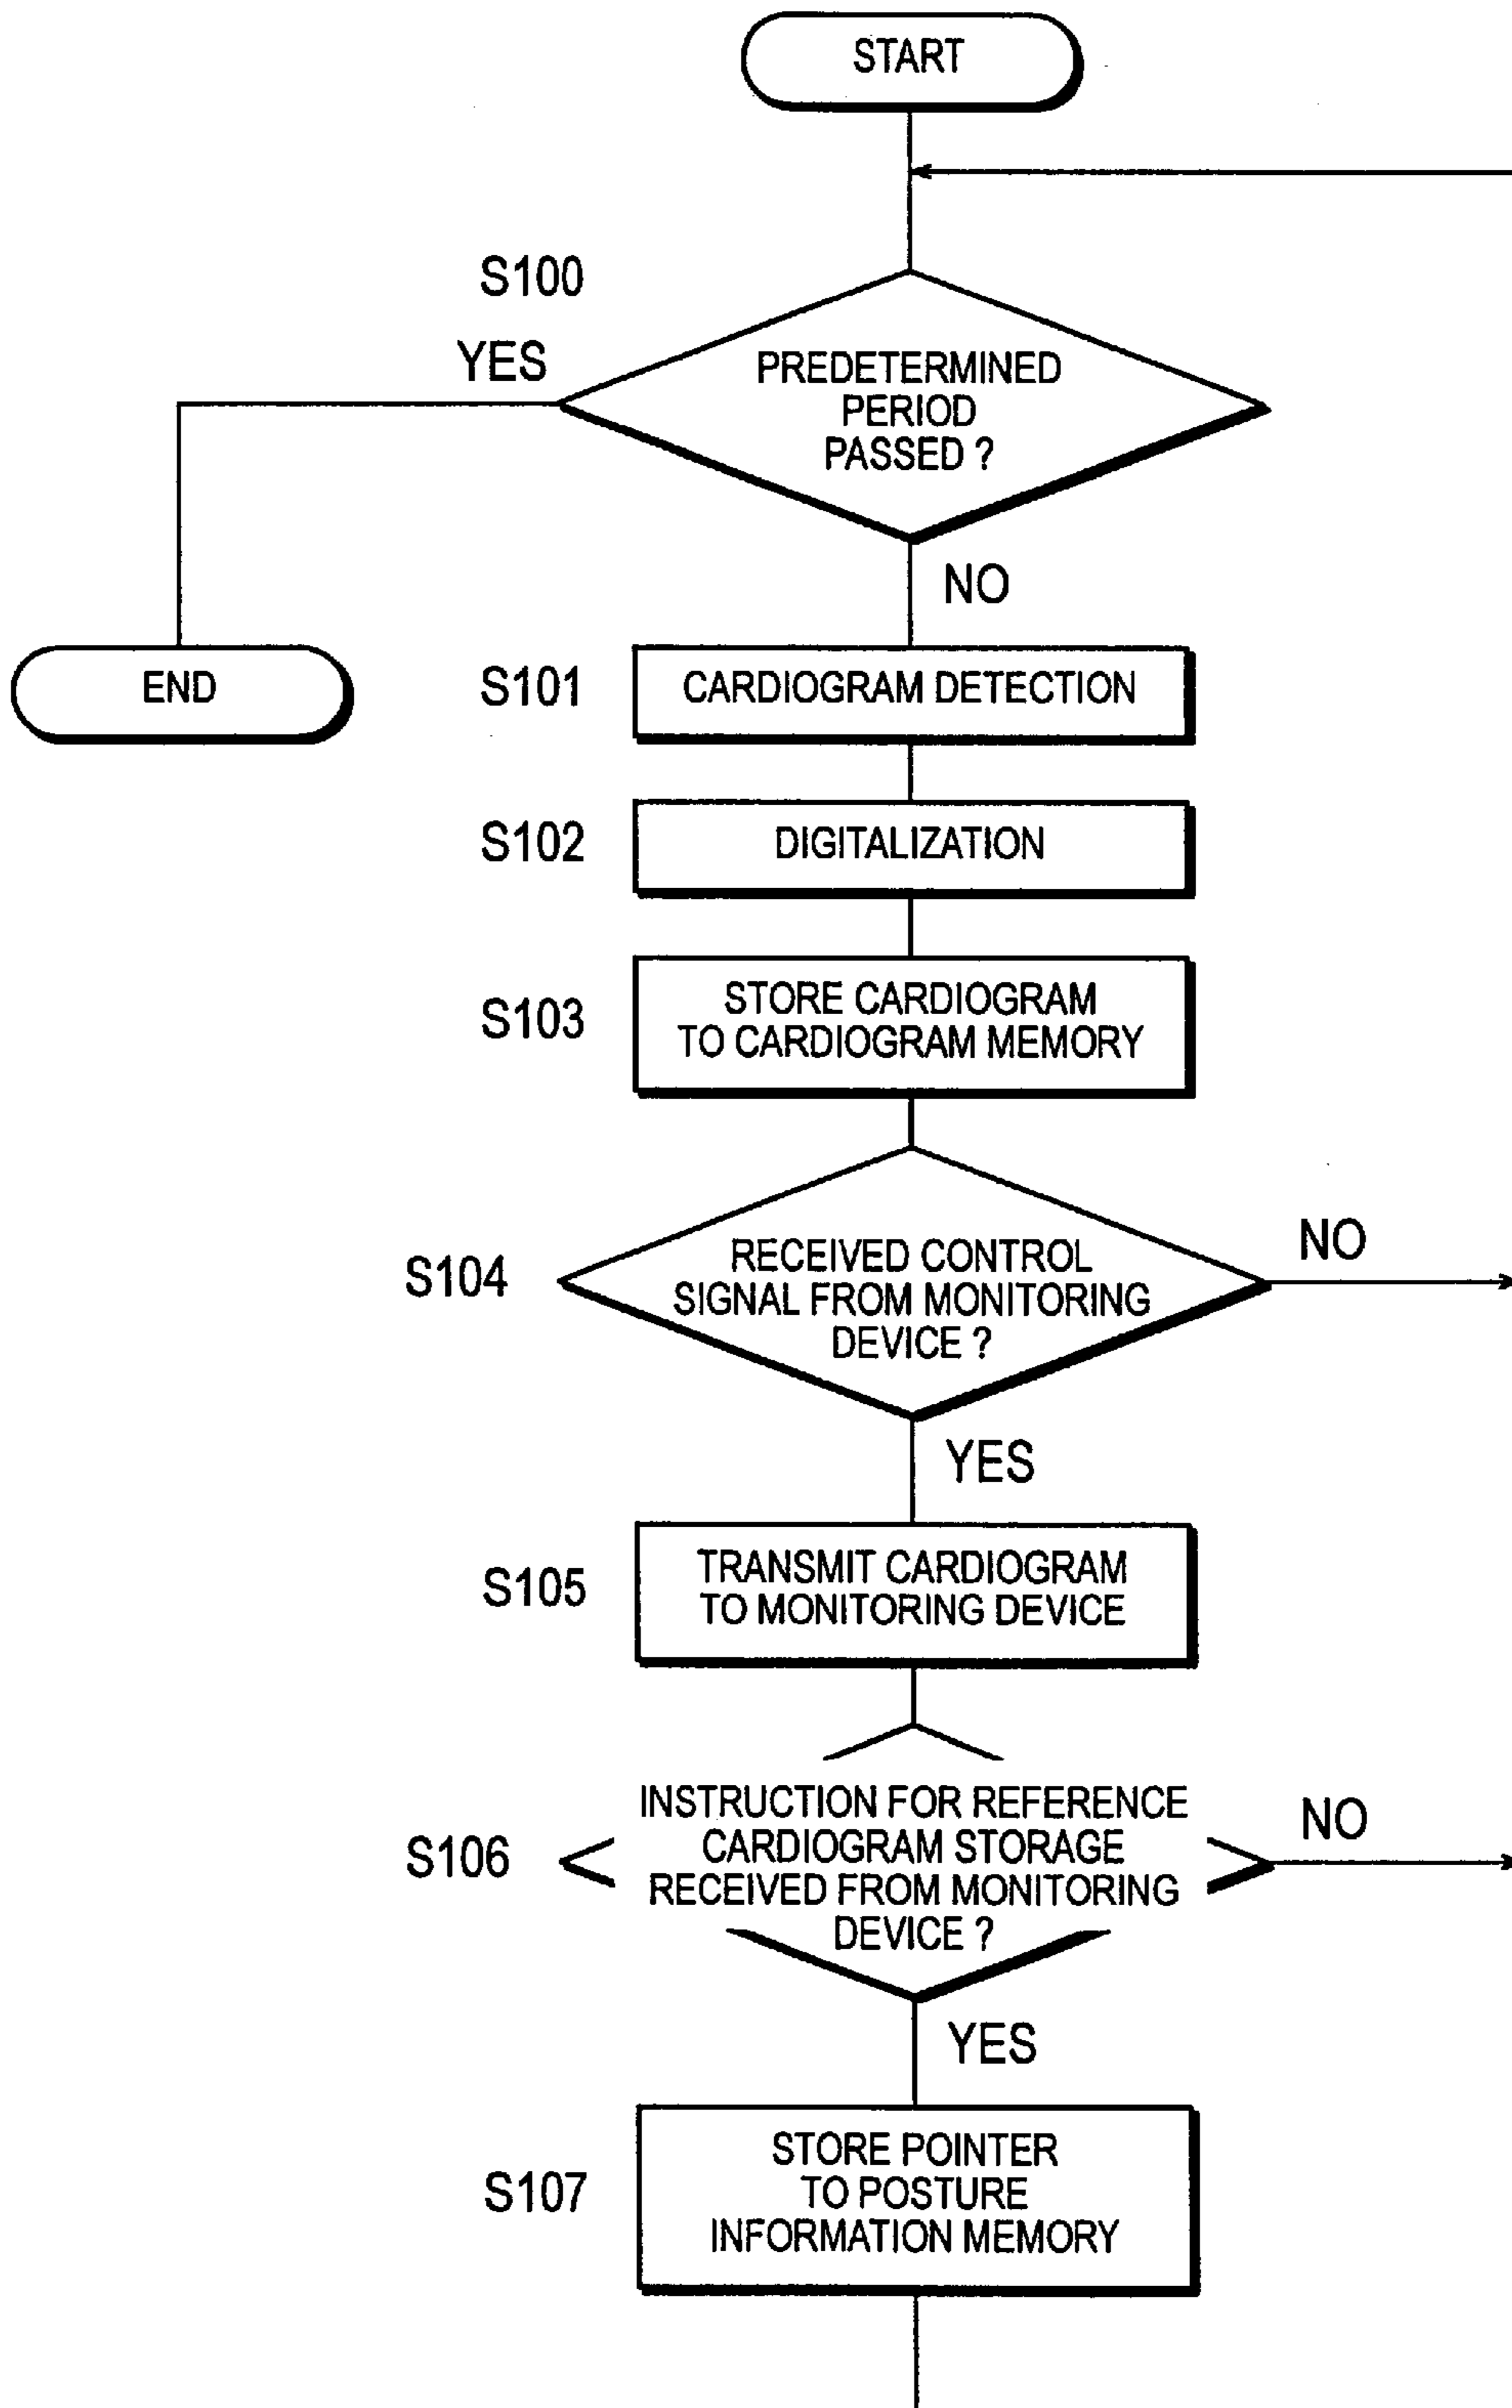 START
S100
YES
PREDETERMINED
PERIOD
PASSED ?
NO
END
S101
CARDIOGRAM DETECTION
S102
DIGITALIZATION
S103
STORE CARDIOGRAM
TO CARDIOGRAM MEMORY
S104
RECEIVED CONTROL
SIGNAL FROM MONITORING
DEVICE ?
NO
YES
S105
TRANSMIT CARDIOGRAM
TO MONITORING DEVICE
S106
INSTRUCTION FOR REFERENCE
CARDIOGRAM STORAGE
RECEIVED FROM MONITORING
DEVICE ?
NO
YES
S107
STORE POINTER
TO POSTURE
INFORMATION MEMORY